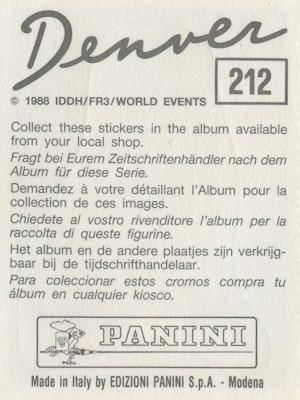 Denver
212
© 1988 IDDH/FR3/WORLD EVENTS
Collect these stickers in the album available
from your local shop.
Fragt bei Eurem Zeitschriftenhändler nach dem
Album für diese Serie.
Demandez à votre détaillant l'Album pour la
collection de ces images.
Chiedete al vostro rivenditore l'album per la
raccolta di queste figurine.
Het album en de andere plaatjes zijn verkrijg-
baar bij de tijdschrifthandelaar.
Para coleccionar estos cromos compra tu
álbum en cualquier kiosco.
PANINI
Made in Italy by EDIZIONI PANINI S.p.A. - Modena